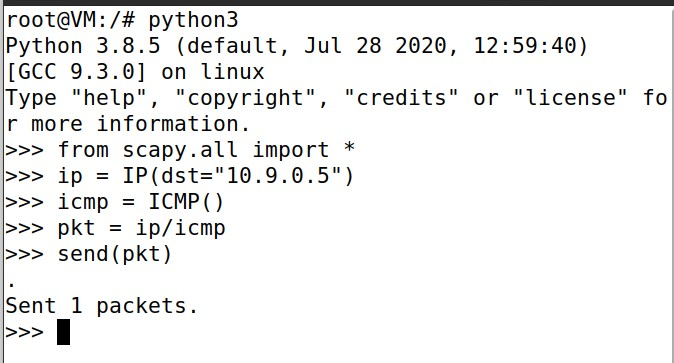 root@VM:/# python3
Python 3.8.5 (default, Jul 28 2020, 12:59:40)
[GCC 9.3.0] on linux
Type "help", "copyright", "credits" or "license" fo
r more information.
>>> from scapy.all import *
>>> ip = IP(dst="10.9.0.5")
>>> icmp = ICMP()
>>> pkt = ip/icmp
>>> send(pkt)
.
Sent 1 packets.
>>>